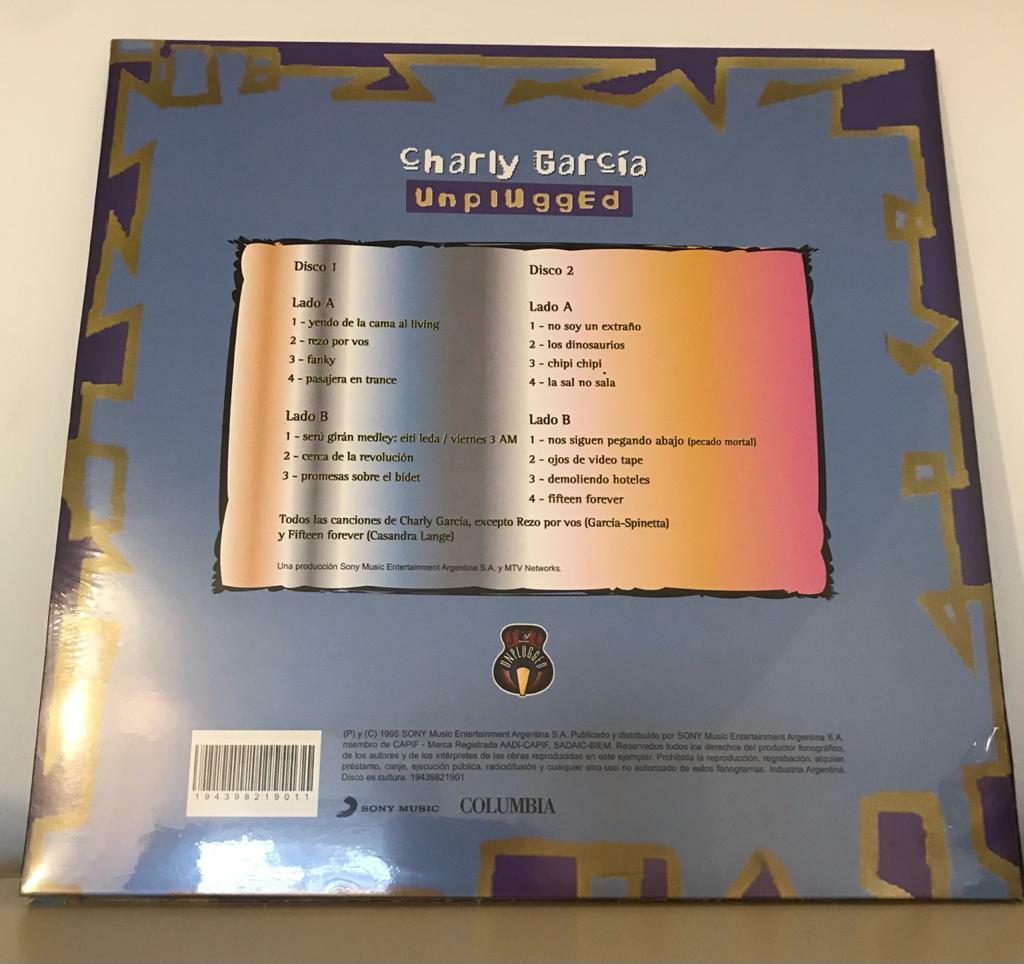 Charly García
Unplugged
Disco 1
Lado A
1 - yendo de la cama al living
2 - rezo por vos
3 - fanky
4 - pasajera en trance
Lado B
1 - serú girán medley: eiti leda / viernes 3 AM
2 - cerca de la revolución
3 - promesas sobre el bidet
Disco 2
Lado A
1 - no soy un extraño
2 - los dinosaurios
3 - chipi chipi
4 - la sal no sala
Lado B
1 - nos siguen pegando abajo (pecado mortal)
2 - ojos de video tape
3 - demoliendo hoteles
4 - fifteen forever
Todos las canciones de Charly García, excepto Rezo por vos (García-Spinetta)
y Fifteen forever (Casandra Lange)
Una producción Sony Music Entertainment Argentina S.A. y MTV Networks.
UNPLUGGED
(P) y (C) 1995 SONY Music Entertainment Argentina S.A. Publicado y distribuido por SONY Music Entertainment Argentina S.A.
miembro de CAPIF - Marca Registrada AADI-CAPIF, SADAIC-BIEM. Reservados todos los derechos del productor fonográfico,
de los autores y de los intérpretes de las obras reproducidas en este ejemplar. Prohibida la reproducción, regrabación, alquiler,
préstamo, canje, ejecución pública, radiodifusión y cualquier otro uso no autorizado de estos fonogramas. Industria Argentina.
Disco es cultura. 19439821901
194398219011
SONY MUSIC
COLUMBIA